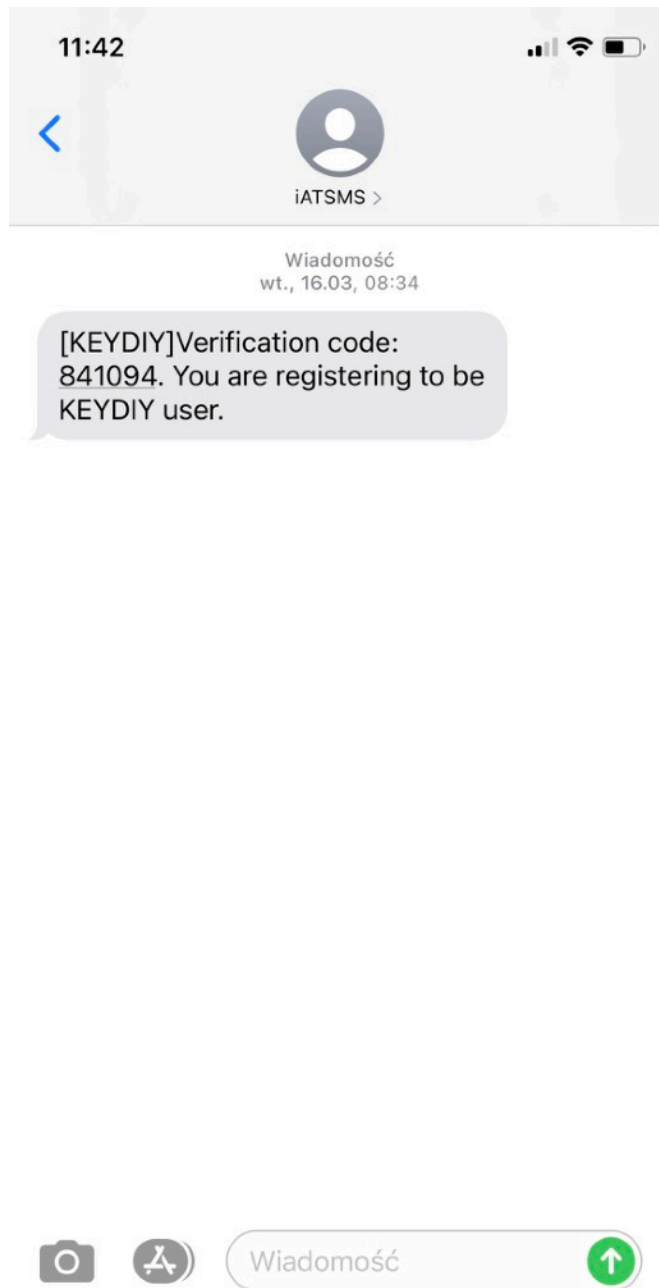 11:42
iATSMS >
Wiadomość
wt., 16.03, 08:34
[KEYDIY]Verification code:
841094. You are registering to be
KEYDIY user.
Wiadomość